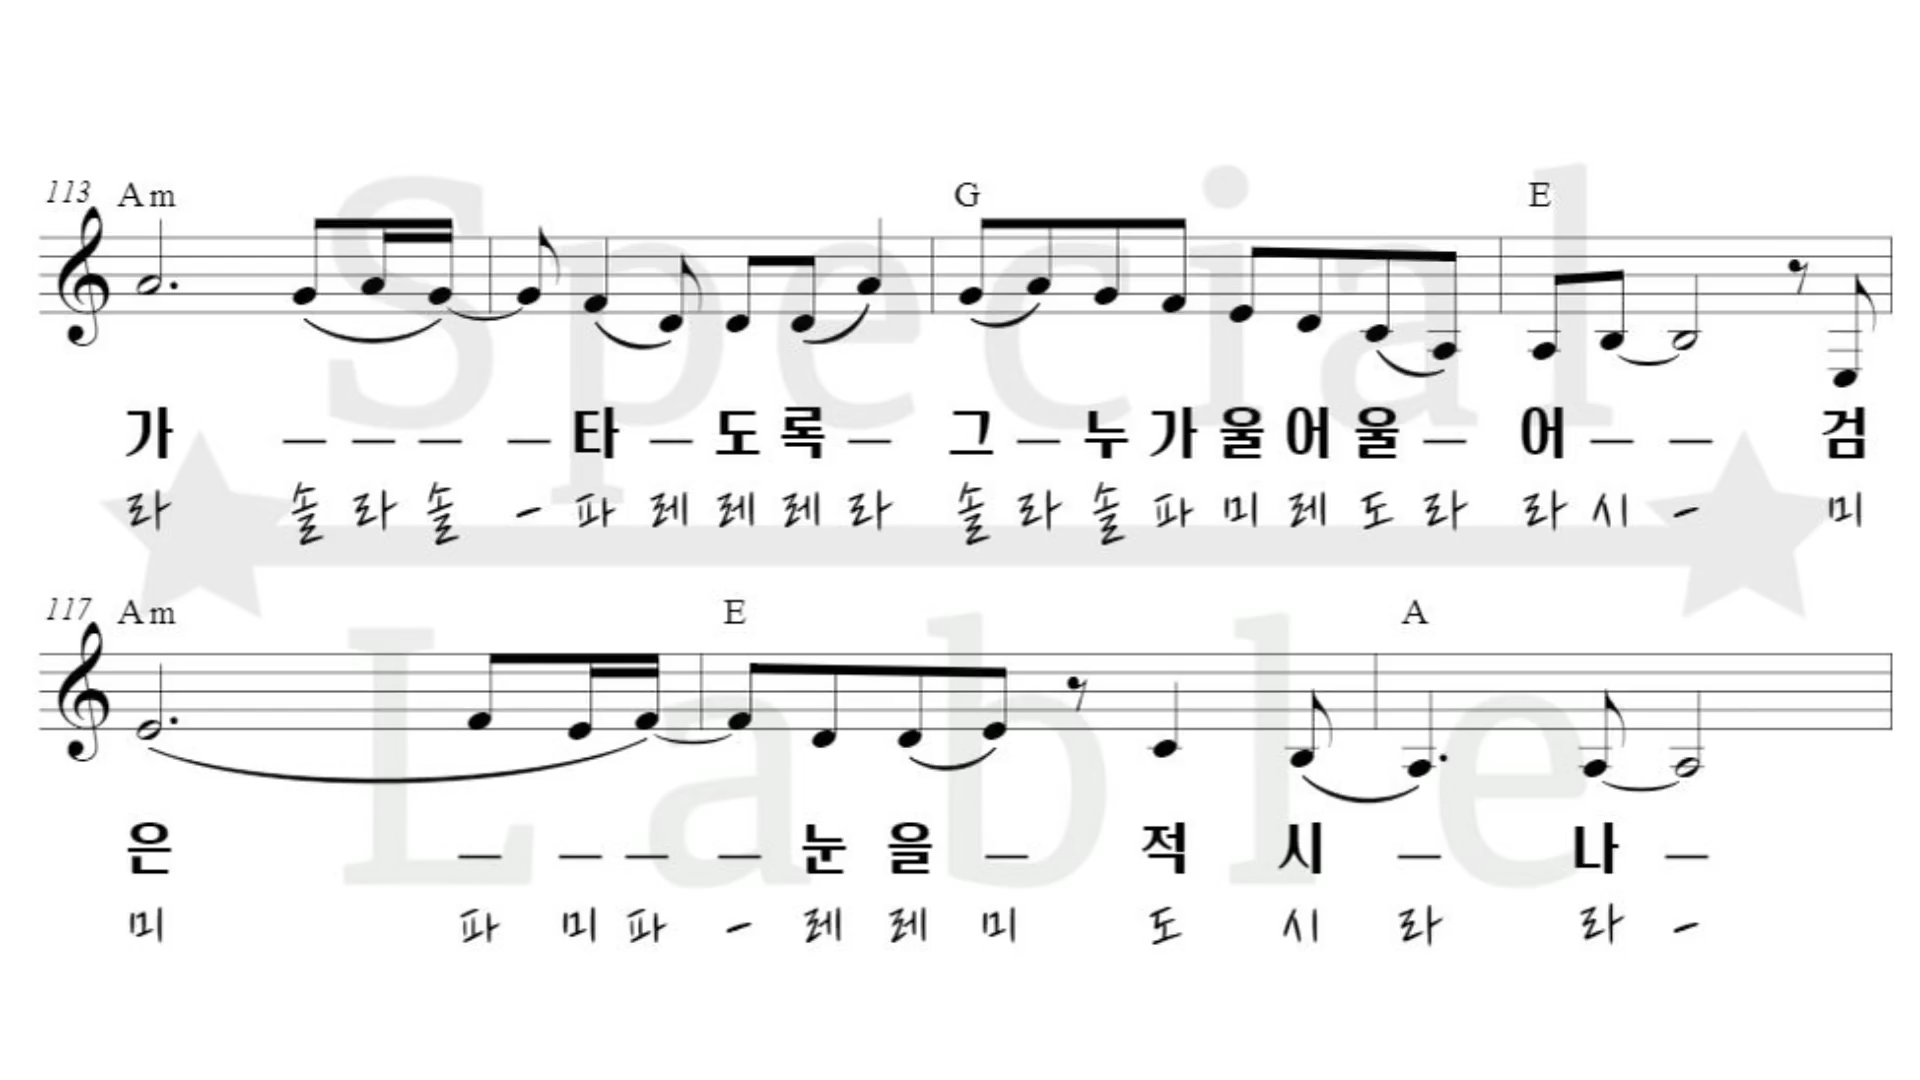 113 Am G E
Special
가 _ _ _ _ 타 _ 도 록 _ 그 _ 누 가 울 어 울 _ 어 _ _ 검
라 솔 라 솔 - 파 레 레 레 라 솔 라 솔 파 미 레 도 라 라 시 - 미
117 Am E A
Lable
은 _ _ _ _ 눈 을 _ 적 시 _ 나 _
미 파 미 파 - 레 레 미 도 시 라 라 -